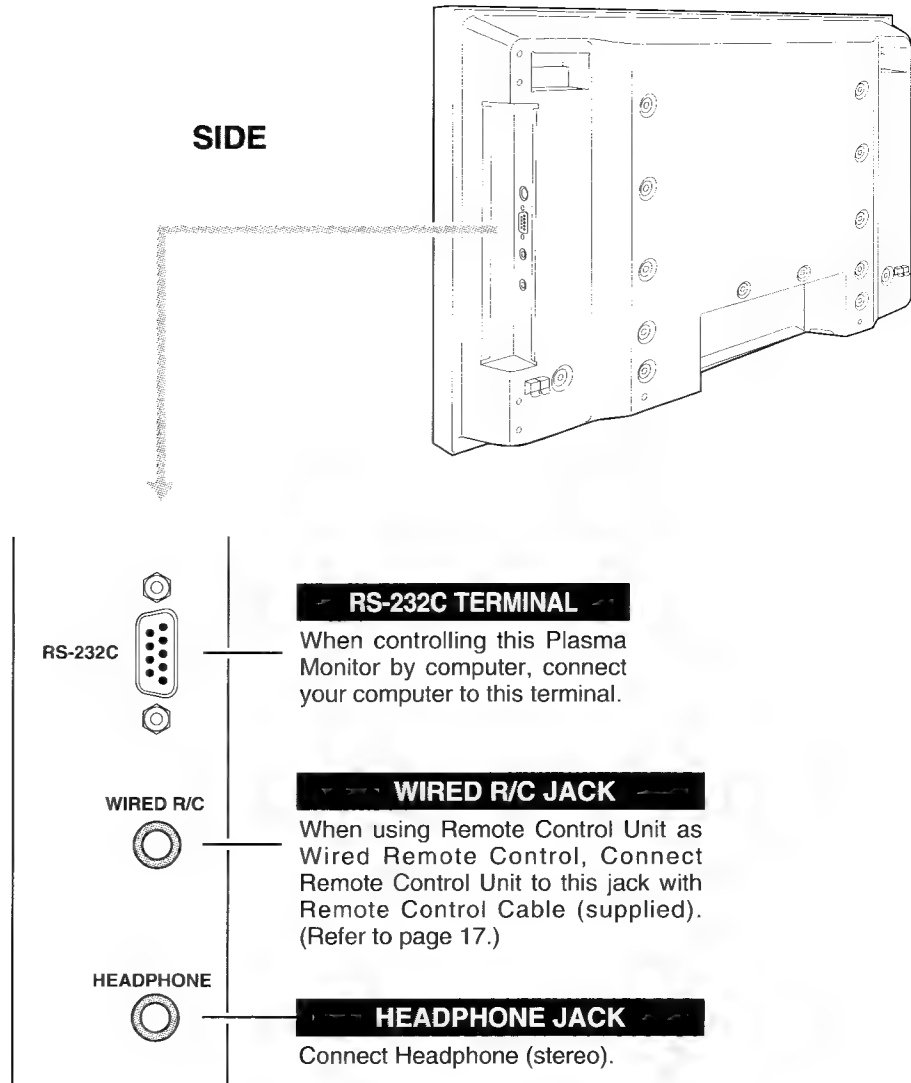 SIDE
RS-232C
RS-232C TERMINAL
When controlling this Plasma
Monitor by computer, connect
your computer to this terminal.
WIRED R/C
WIRED R/C JACK
When using Remote Control Unit as
Wired Remote Control, Connect
Remote Control Unit to this jack with
Remote Control Cable (supplied).
(Refer to page 17.)
HEADPHONE
HEADPHONE JACK
Connect Headphone (stereo).